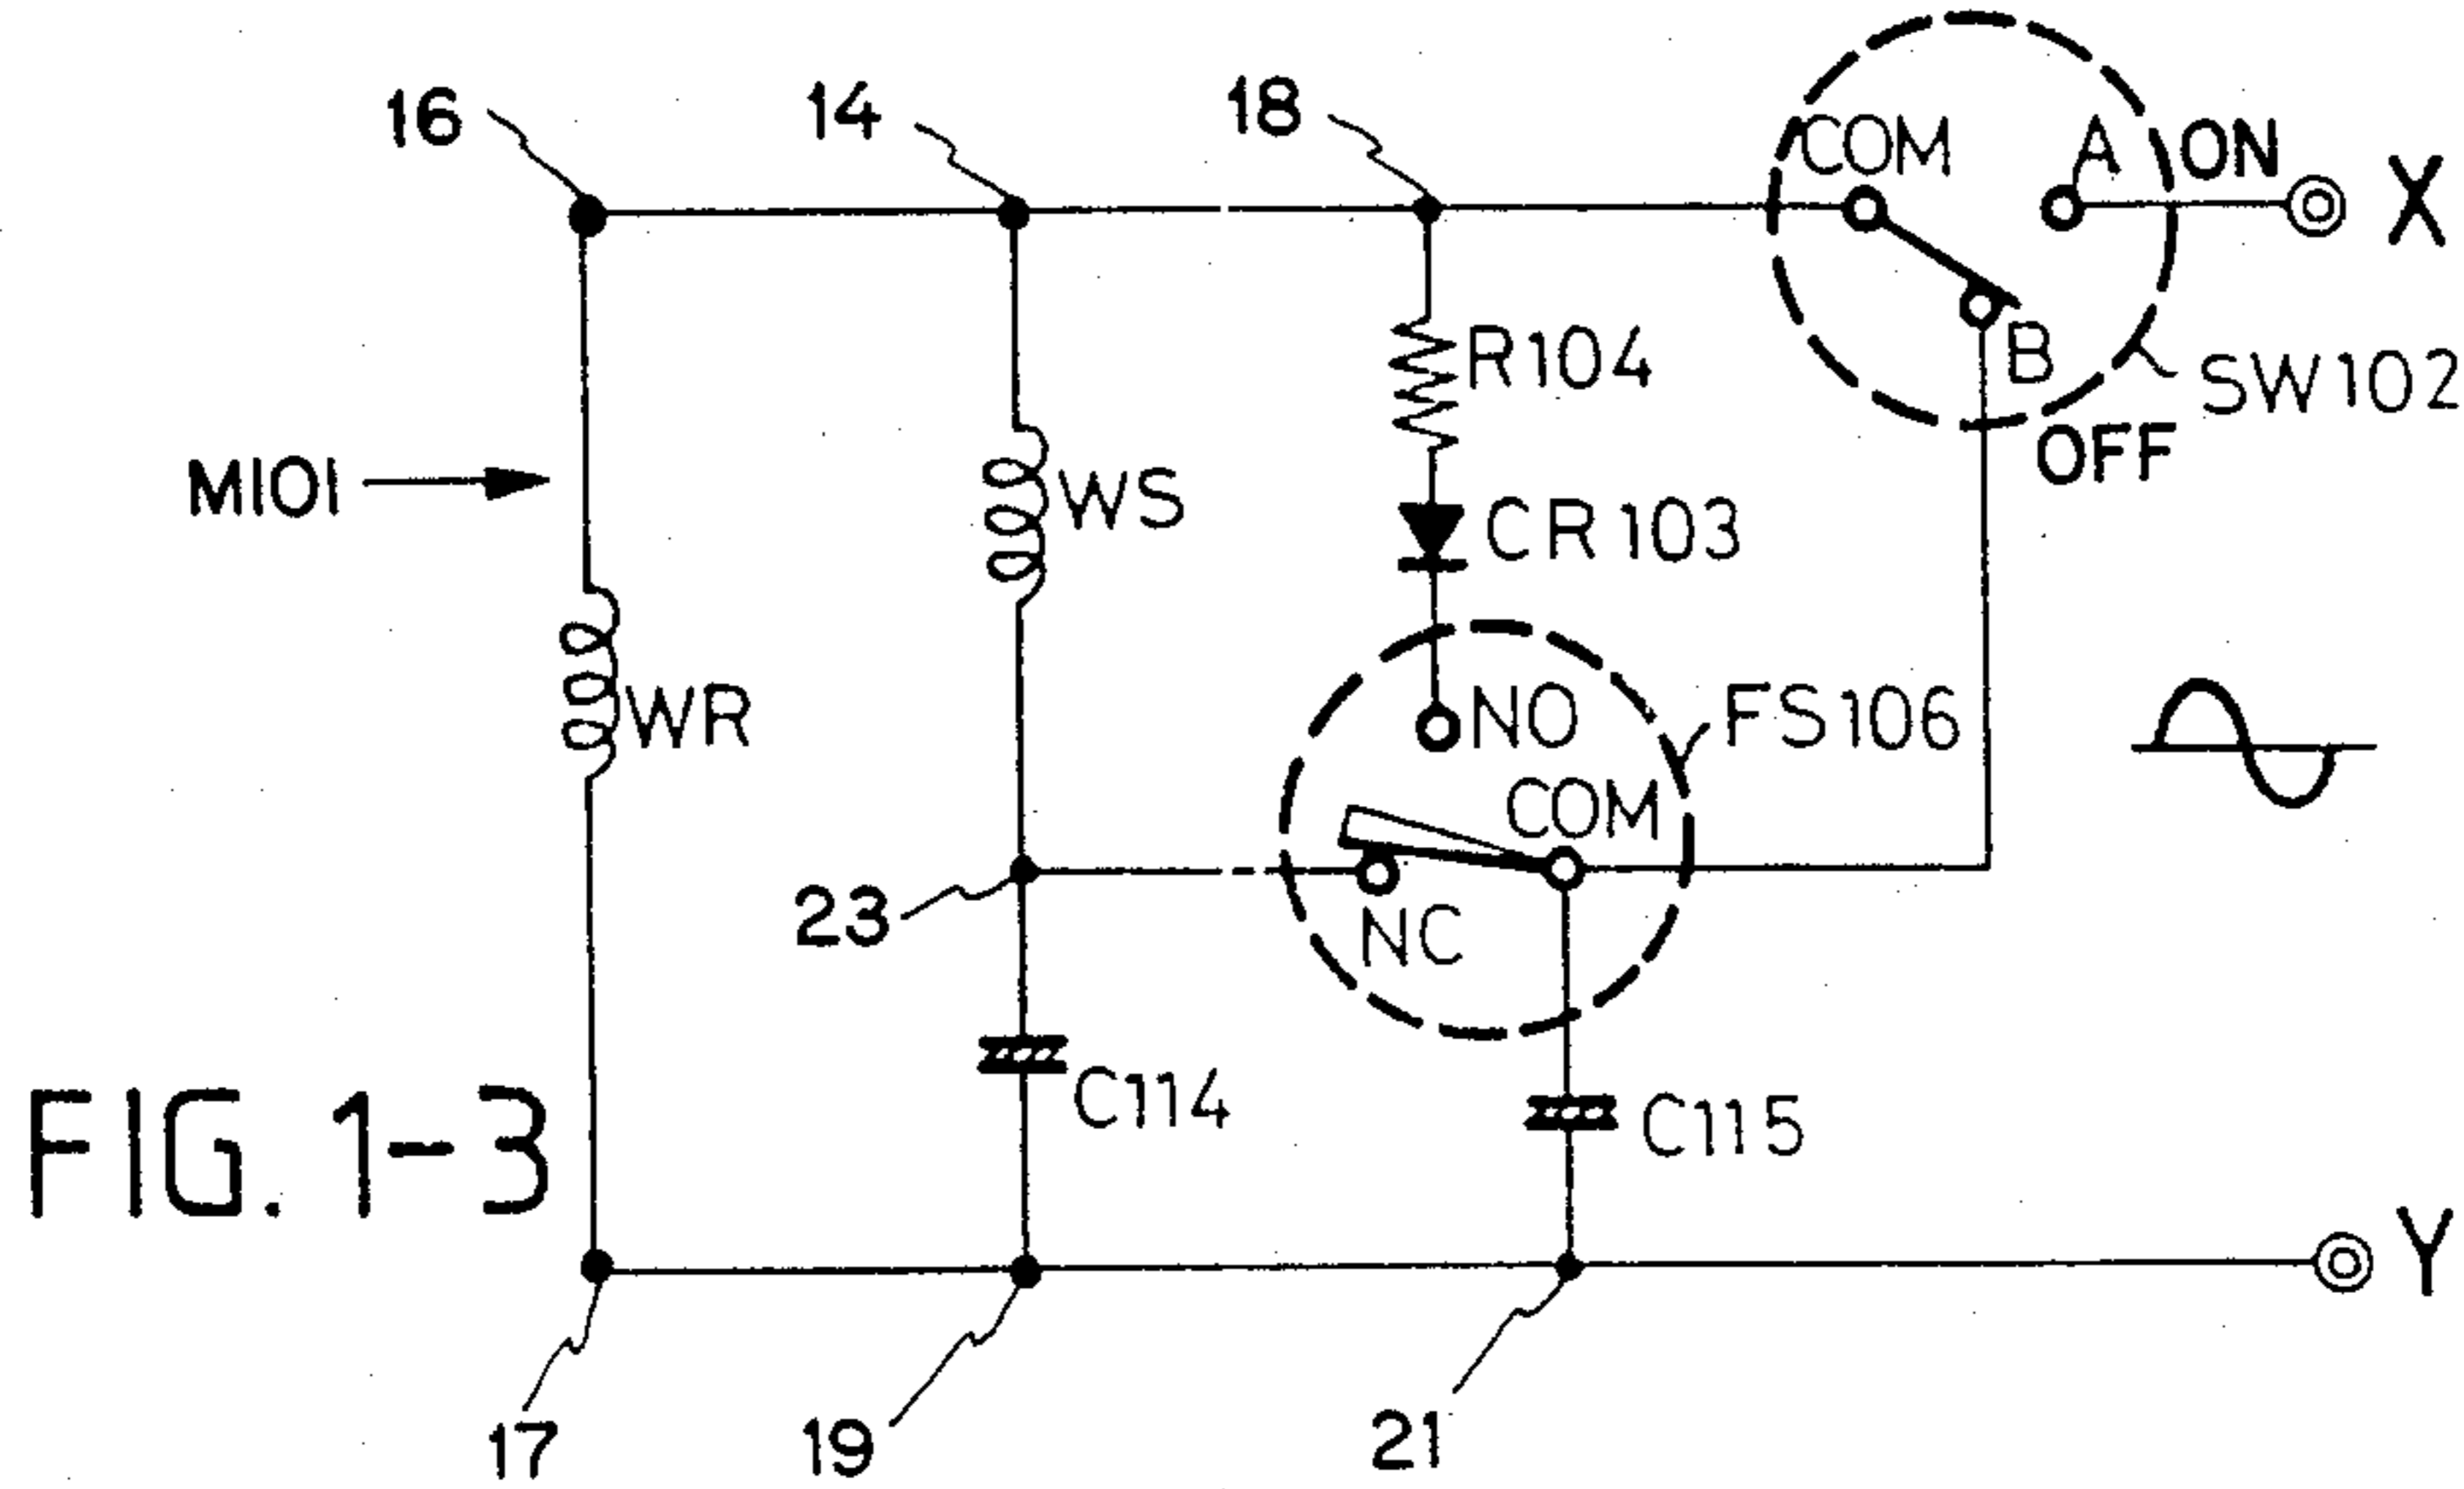 16
14
18
COM
A
ON
X
R104
B
SW102
OFF
M101
WS
CR103
WR
NO
FS106
COM
23
NC
C114
C115
FIG. 1-3
Y
17
19
21